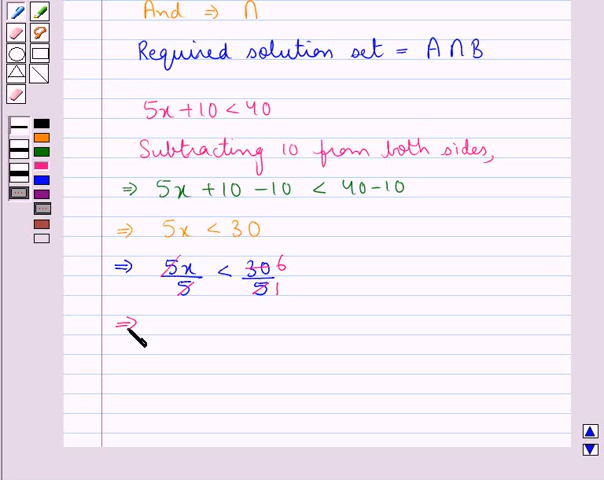 And ⇒ ∩
Required solution set = A ∩ B
5x + 10 < 40
Subtracting 10 from both sides,
⇒ 5x + 10 - 10 < 40 - 10
⇒ 5x < 30
⇒ 5x/5 < 30/5 6 1
⇒